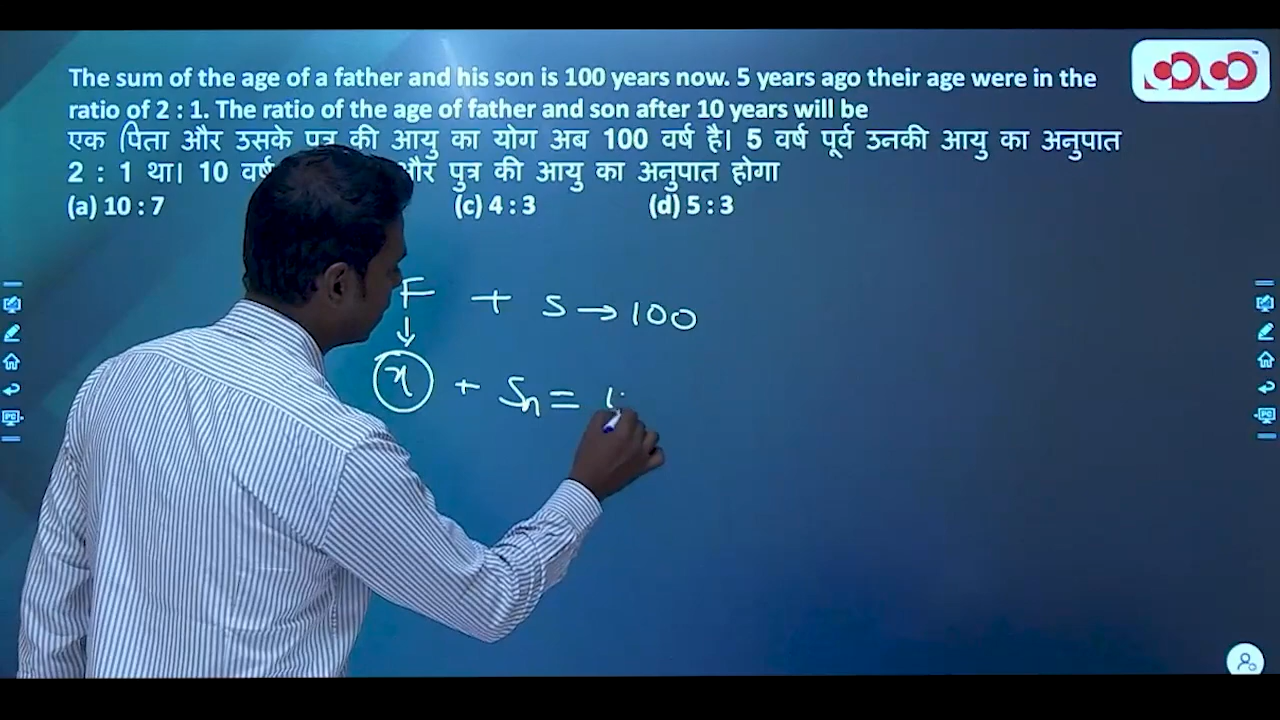 The sum of the age of a father and his son is 100 years now. 5 years ago their age were in the
ratio of 2 : 1. The ratio of the age of father and son after 10 years will be
एक पिता और उसके पुत्र की आयु का योग अब 100 वर्ष है। 5 वर्ष पूर्व उनकी आयु का अनुपात
2 : 1 था। 10 वर्ष और पुत्र की आयु का अनुपात होगा
(a) 10 : 7 (c) 4 : 3 (d) 5 : 3
F + S → 100
x + =